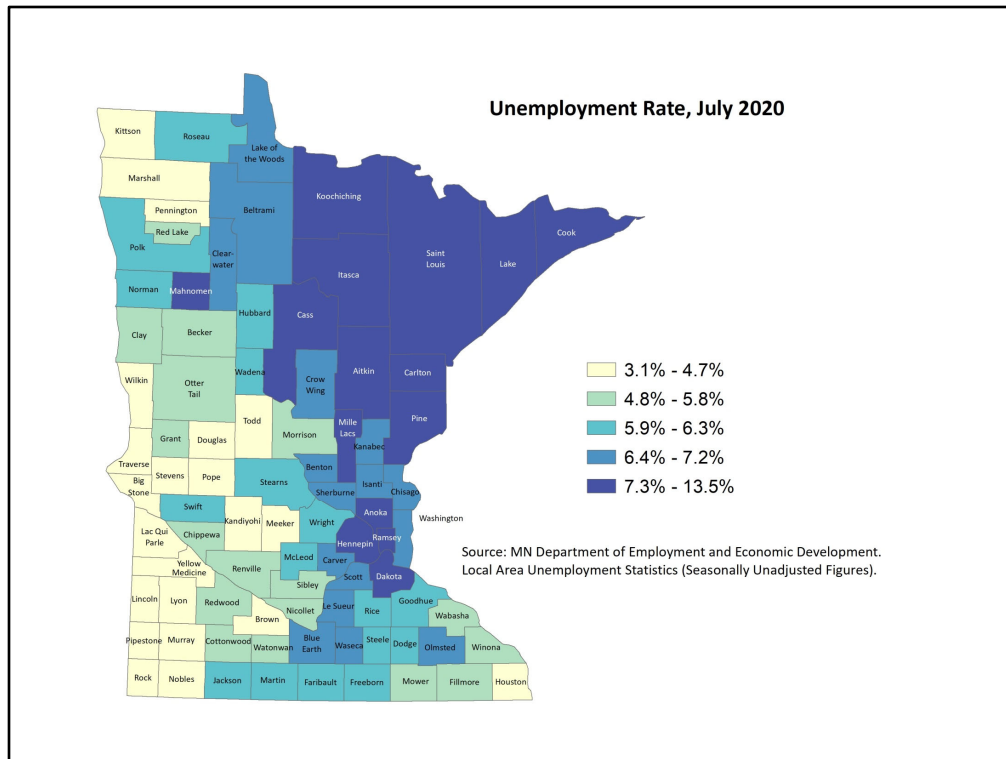 Unemployment Rate, July 2020
Kittson
Roseau
Lake of
the Woods
Marshall
Koochiching
Beltrami
Pennington
Red Lake
Cook
Polk
Clear-
water
Saint
Louis
Lake
Itasca
Norman
Mahnomen
Hubbard
Cass
Clay
Becker
Wadena
Aitkin
Carlton
Wilkin
Otter
Tail
Crow
Wing
Pine
Todd
Mille
Lacs
Morrison
Kanabec
Grant
Douglas
Traverse
Benton
Big
Stone
Stevens
Pope
Stearns
Isanti
Sherburne
Chisago
Swift
Anoka
Washington
Kandiyohi
Meeker
Wright
Lac Qui
Parle
Chippewa
Hennepin
Ramsey
McLeod
Carver
Yellow
Medicine
Renville
Scott
Dakota
Sibley
Lincoln
Lyon
Redwood
Nicollet
Le Sueur
Rice
Goodhue
Wabasha
Brown
Pipestone
Murray
Cottonwood
Watonwan
Blue
Earth
Waseca
Steele
Dodge
Olmsted
Winona
Rock
Nobles
Jackson
Martin
Faribault
Freeborn
Mower
Fillmore
Houston
3.1% - 4.7%
4.8% - 5.8%
5.9% - 6.3%
6.4% - 7.2%
7.3% - 13.5%
Source: MN Department of Employment and Economic Development.
Local Area Unemployment Statistics (Seasonally Unadjusted Figures).